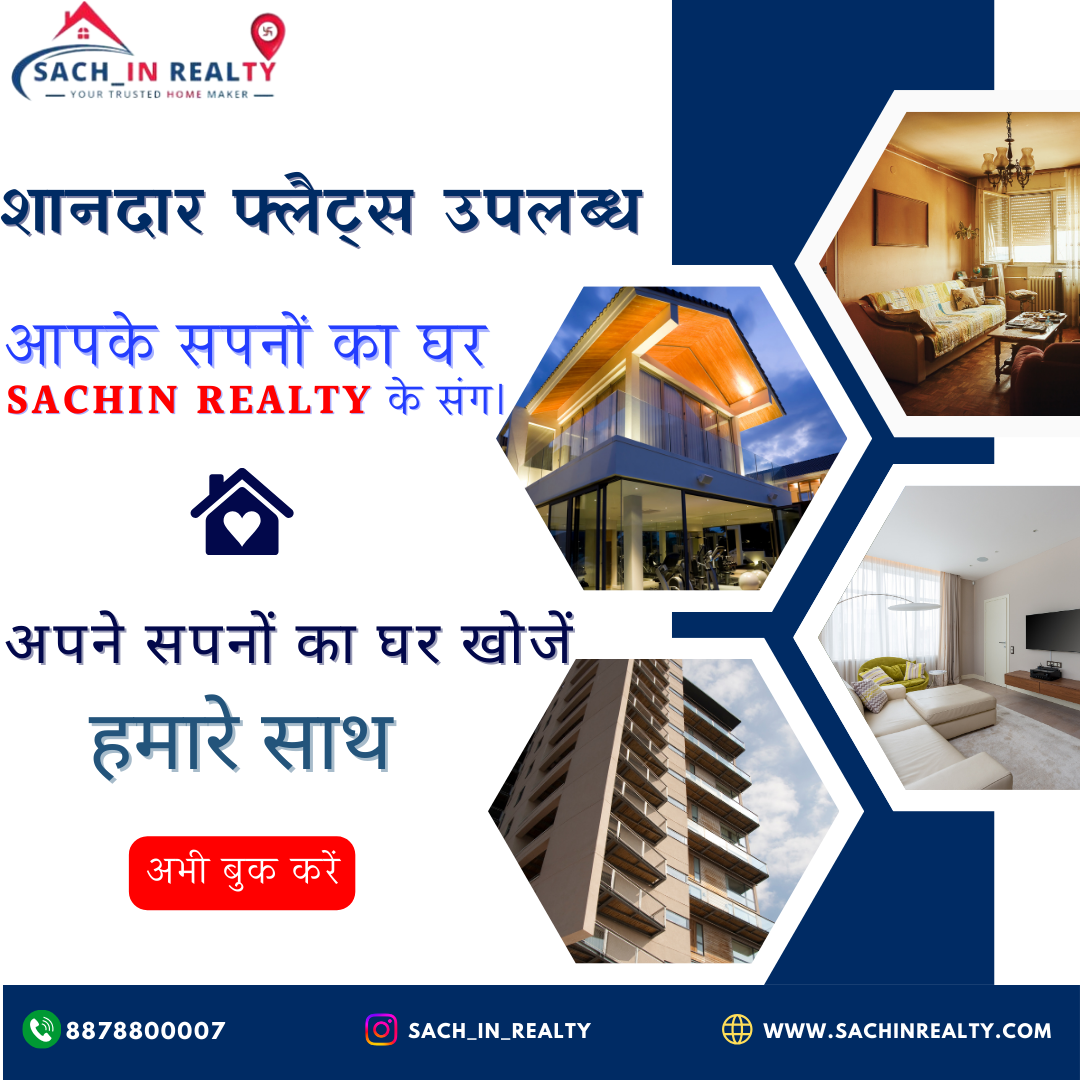 SACH_IN REALTY
YOUR TRUSTED HOME MAKER
शानदार फ्लैट्स उपलब्ध
आपके सपनों का घर
SACHIN REALTY के संग।
अपने सपनों का घर खोजें
हमारे साथ
अभी बुक करें
8878800007
SACH_IN_REALTY
WWW.SACHINREALTY.COM